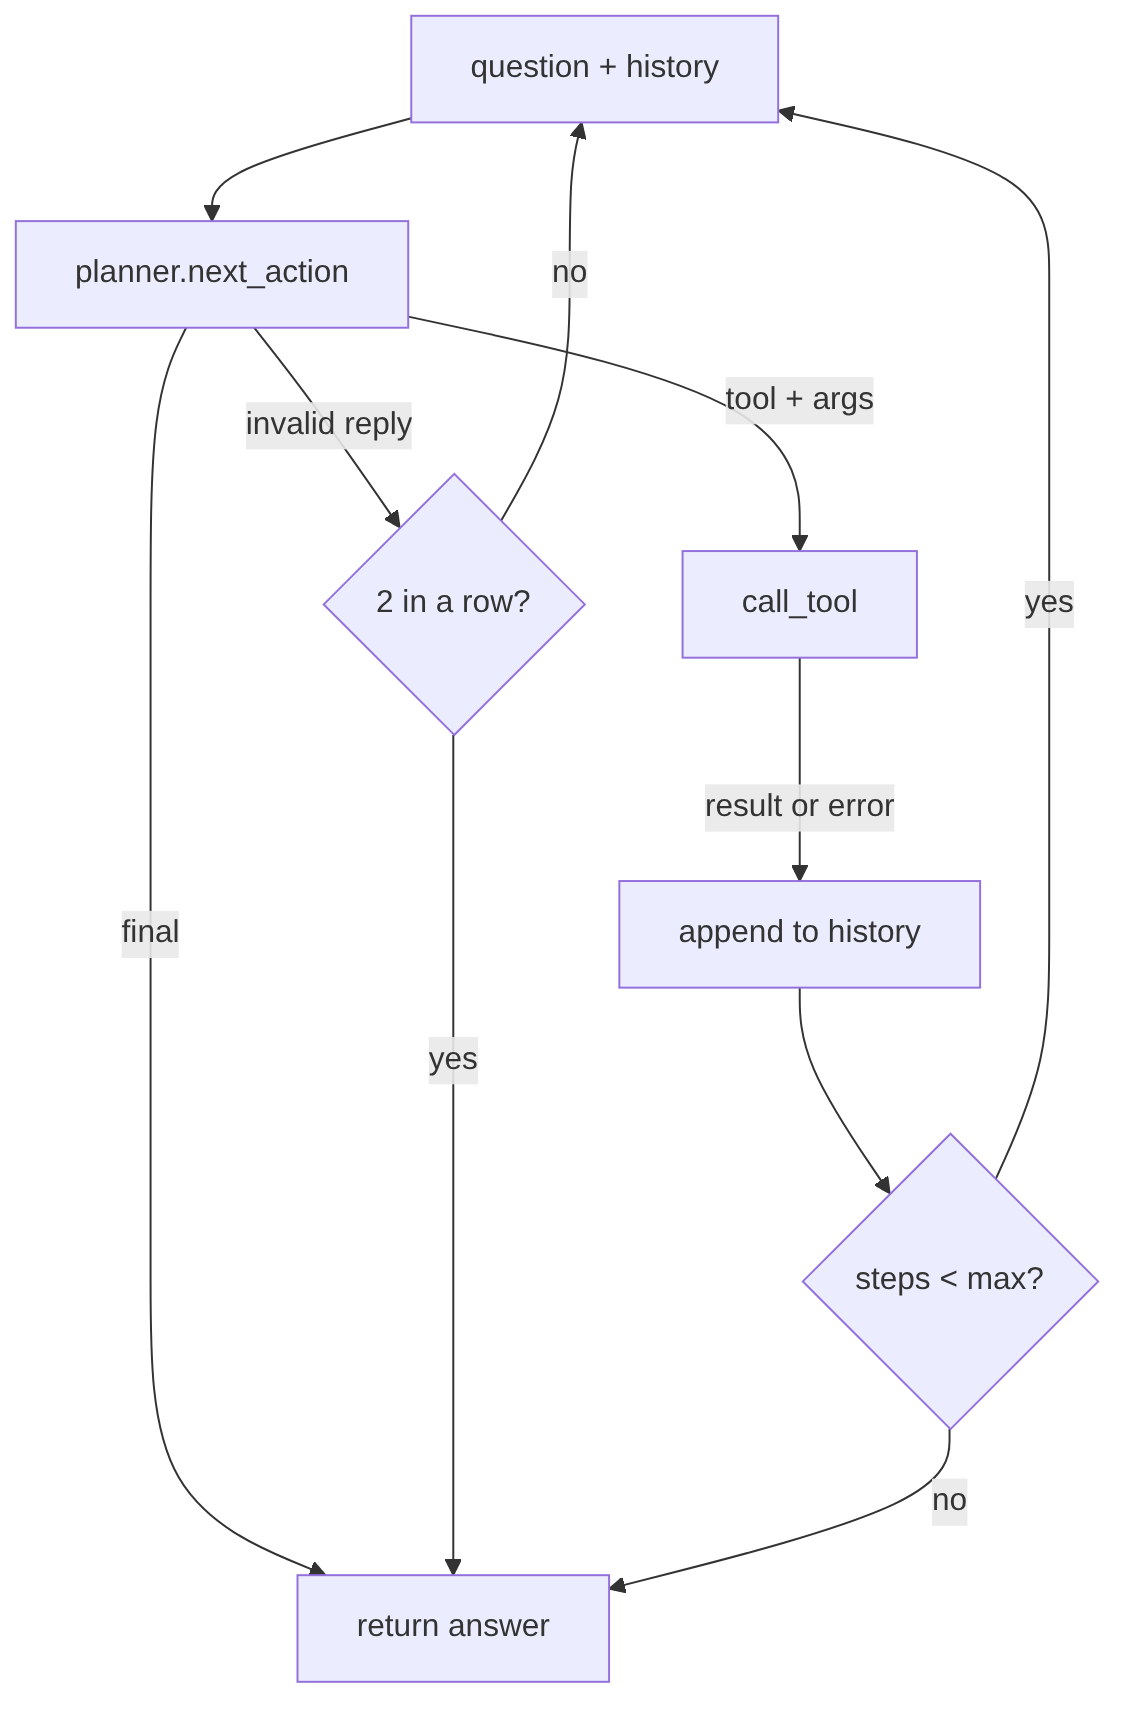 question + history
planner.next_action
no
tool + args
invalid reply
2 in a row?
call_tool
yes
result or error
final
append to history
yes
steps < max?
no
return answer